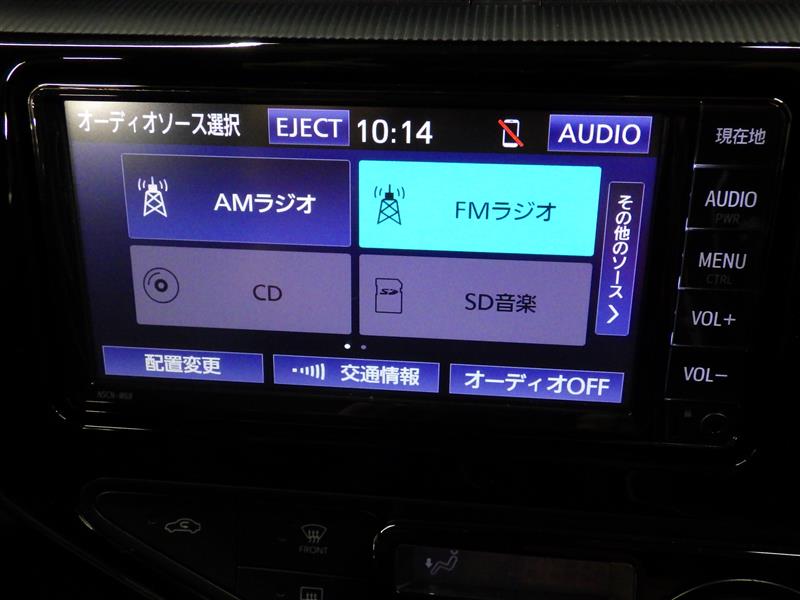 オーディオソース選択 EJECT 10:14 AUDIO
AMラジオ FMラジオ
CD SD音楽
その他のソース
配置変更 交通情報 オーディオOFF
NSCN-W68
現在地
AUDIO
PWR
MENU
CTRL
VOL+
VOL−
FRONT